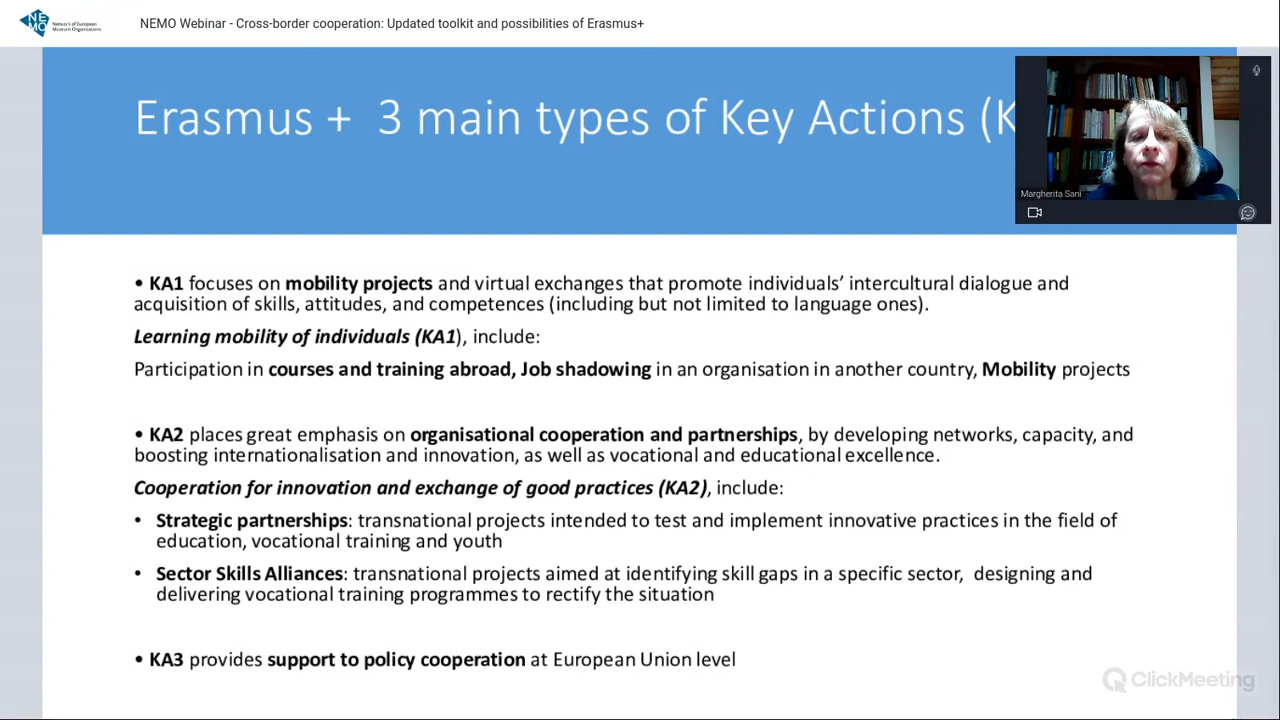 NEMO
Network of European
Museum Organisations
NEMO Webinar - Cross-border cooperation: Updated toolkit and possibilities of Erasmus+
Erasmus +  3 main types of Key Actions (K
Margherita Sani
• KA1 focuses on mobility projects and virtual exchanges that promote individuals’ intercultural dialogue and
acquisition of skills, attitudes, and competences (including but not limited to language ones).
Learning mobility of individuals (KA1), include:
Participation in courses and training abroad, Job shadowing in an organisation in another country, Mobility projects
• KA2 places great emphasis on organisational cooperation and partnerships, by developing networks, capacity, and
boosting internationalisation and innovation, as well as vocational and educational excellence.
Cooperation for innovation and exchange of good practices (KA2), include:
• Strategic partnerships: transnational projects intended to test and implement innovative practices in the field of
education, vocational training and youth
• Sector Skills Alliances: transnational projects aimed at identifying skill gaps in a specific sector,  designing and
delivering vocational training programmes to rectify the situation
• KA3 provides support to policy cooperation at European Union level
ClickMeeting